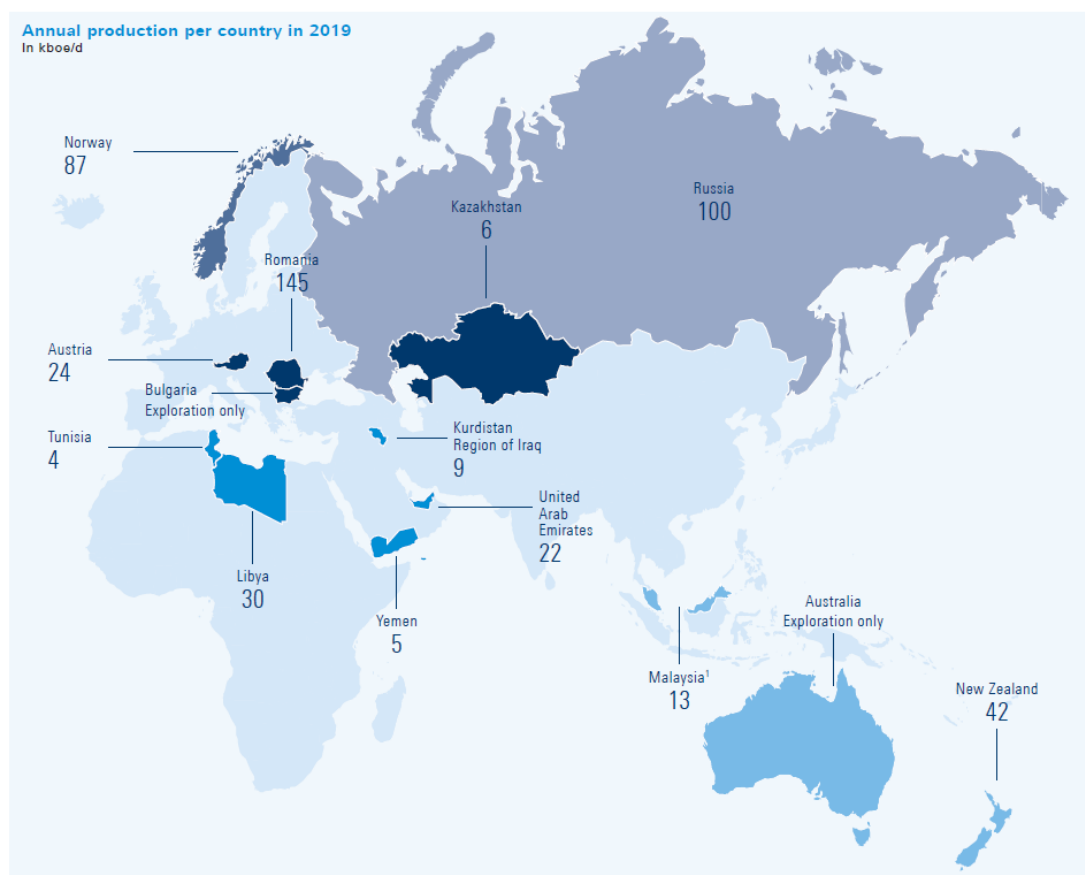 Annual production per country in 2019
In kboe/d
Norway
87
Russia
100
Kazakhstan
6
Romania
145
Austria
24
Bulgaria
Exploration only
Tunisia
4
Kurdistan
Region of Iraq
9
United
Arab
Emirates
22
Libya
30
Yemen
5
Australia
Exploration only
Malaysia¹
13
New Zealand
42